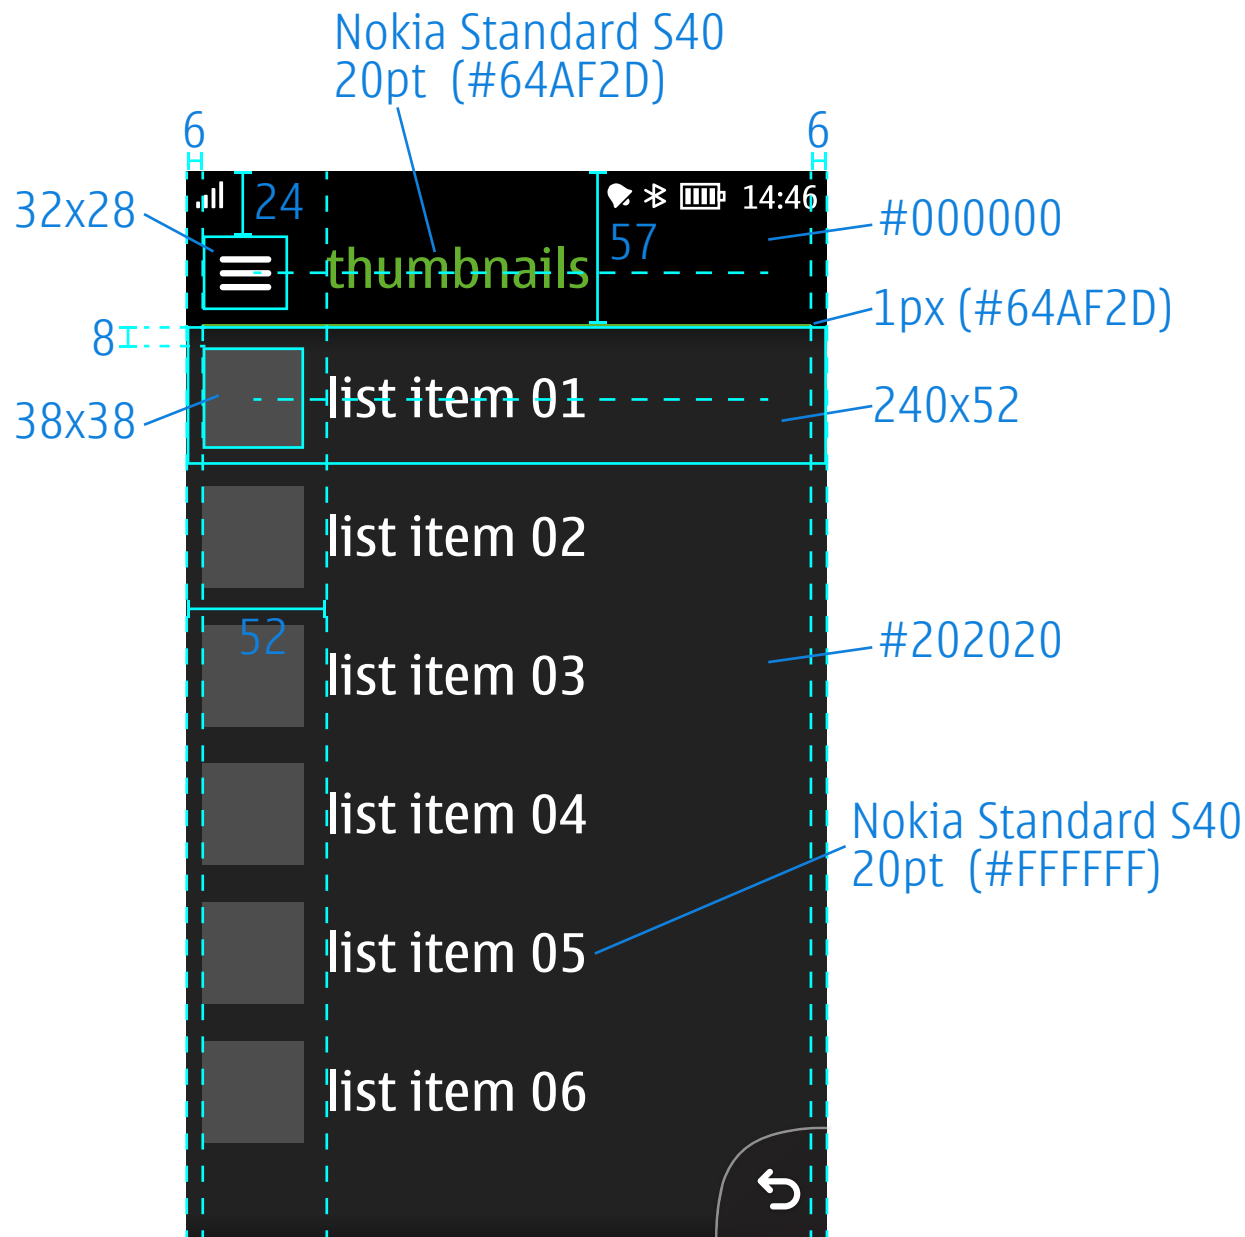 Nokia Standard S40
20pt (#64AF2D)
6
6
32x28
24
14:46
57
#000000
thumbnails
1px (#64AF2D)
8
list item 01
240x52
38x38
list item 02
52
#202020
list item 03
list item 04
Nokia Standard S40
20pt (#FFFFFF)
list item 05
list item 06